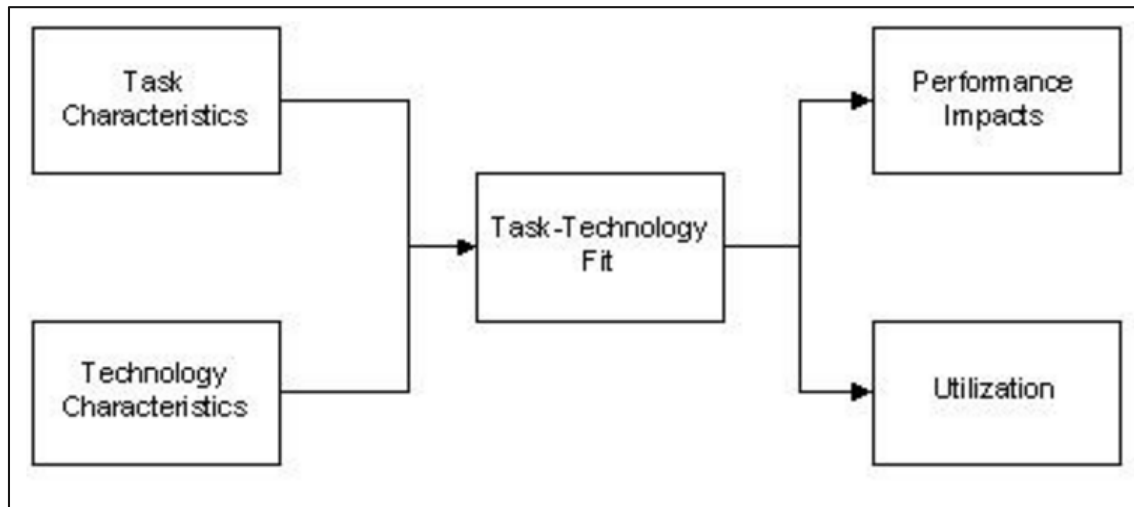 Task
Characteristics
Technology
Characteristics
Task-Technology
Fit
Performance
Impacts
Utilization